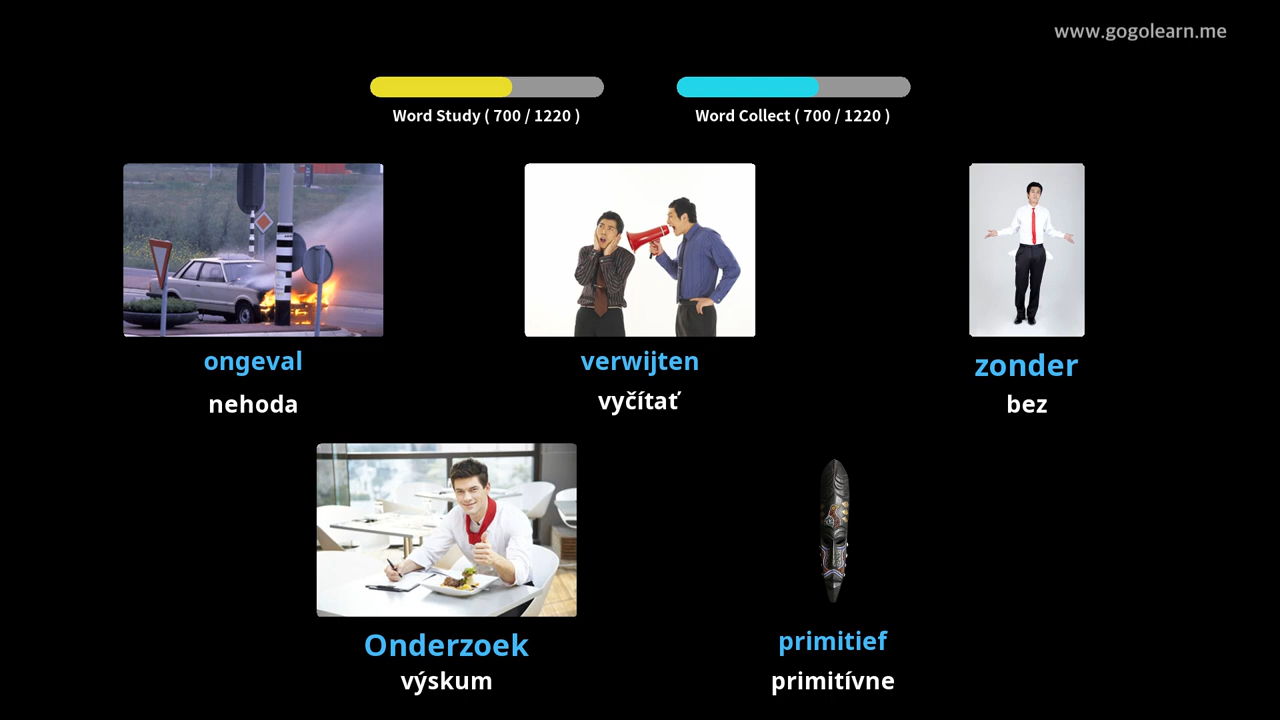 www.gogolearn.me
Word Study ( 700 / 1220 )
Word Collect ( 700 / 1220 )
ongeval
verwijten
zonder
nehoda
vyčítať
bez
Onderzoek
primitief
výskum
primitívne